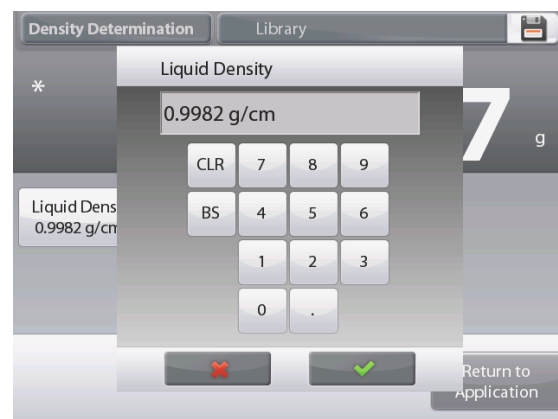 Density Determination
Library
Liquid Density
*
0.9982 g/cm
7
g
CLR 7 8 9
Liquid Dens
0.9982 g/cm
BS 4 5 6
1 2 3
0 .
Return to
Application